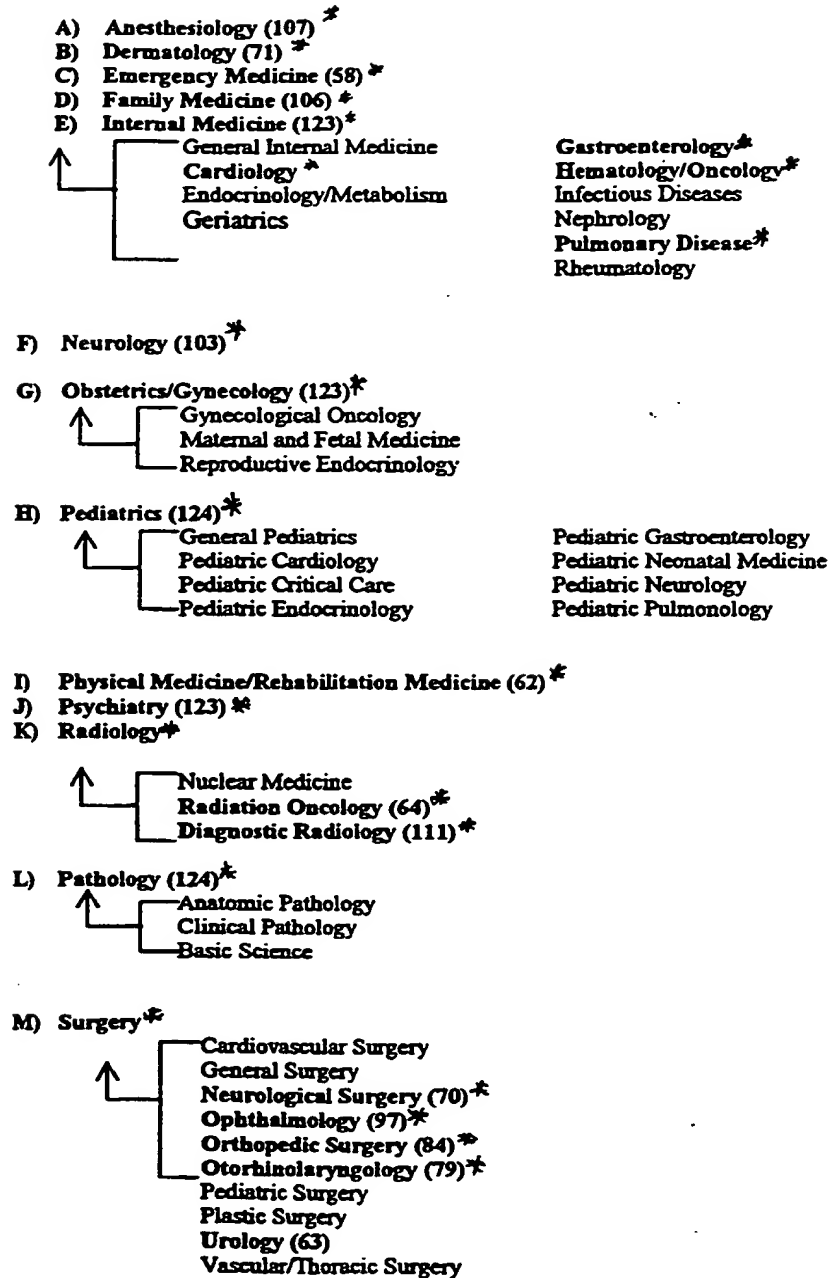 A) Anesthesiology (107) *
B) Dermatology (71) *
C) Emergency Medicine (58) *
D) Family Medicine (106) *
E) Internal Medicine (123) *
General Internal Medicine
Cardiology *
Endocrinology/Metabolism
Geriatrics
Gastroenterology *
Hematology/Oncology *
Infectious Diseases
Nephrology
Pulmonary Disease *
Rheumatology
F) Neurology (103) *
G) Obstetrics/Gynecology (123) *
Gynecological Oncology
Maternal and Fetal Medicine
Reproductive Endocrinology
H) Pediatrics (124) *
General Pediatrics
Pediatric Cardiology
Pediatric Critical Care
Pediatric Endocrinology
Pediatric Gastroenterology
Pediatric Neonatal Medicine
Pediatric Neurology
Pediatric Pulmonology
I) Physical Medicine/Rehabilitation Medicine (62) *
J) Psychiatry (123) *
K) Radiology *
Nuclear Medicine
Radiation Oncology (64) *
Diagnostic Radiology (111) *
L) Pathology (124) *
Anatomic Pathology
Clinical Pathology
Basic Science
M) Surgery *
Cardiovascular Surgery
General Surgery
Neurological Surgery (70) *
Ophthalmology (97) *
Orthopedic Surgery (84) *
Otorhinolaryngology (79) *
Pediatric Surgery
Plastic Surgery
Urology (63)
Vascular/Thoracic Surgery